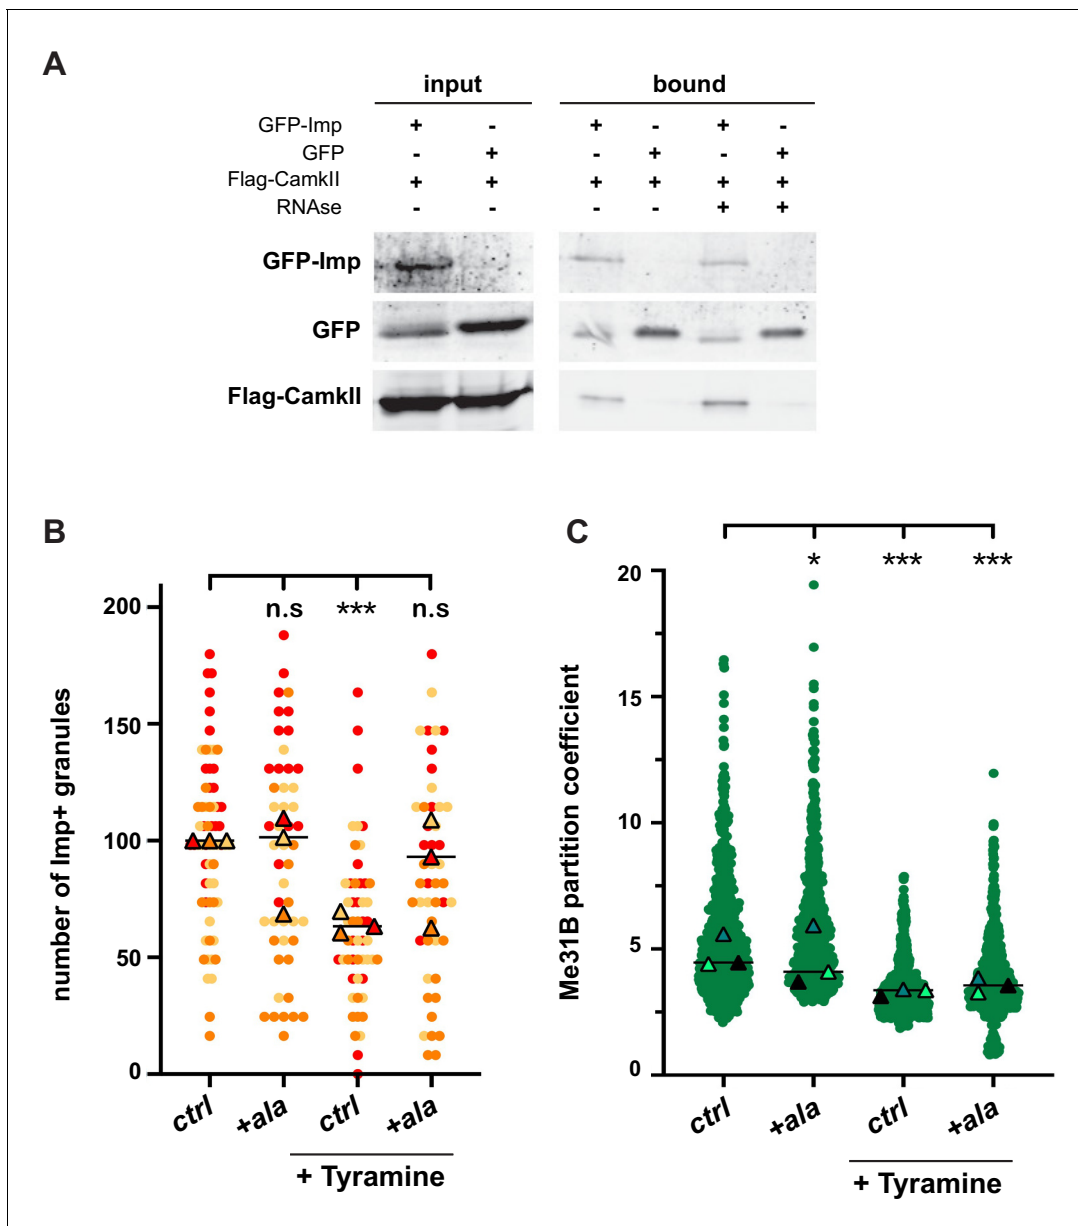 A
input bound
GFP-Imp + - + - + -
GFP - + - + - +
Flag-CamkII + + + + + +
RNAse - - - - + +
GFP-Imp
GFP
Flag-CamkII
B
n.s *** n.s
number of Imp+ granules
200
150
100
50
0
ctrl +ala ctrl +ala
+ Tyramine
C
* *** ***
Me31B partition coefficient
20
15
10
5
0
ctrl +ala ctrl +ala
+ Tyramine